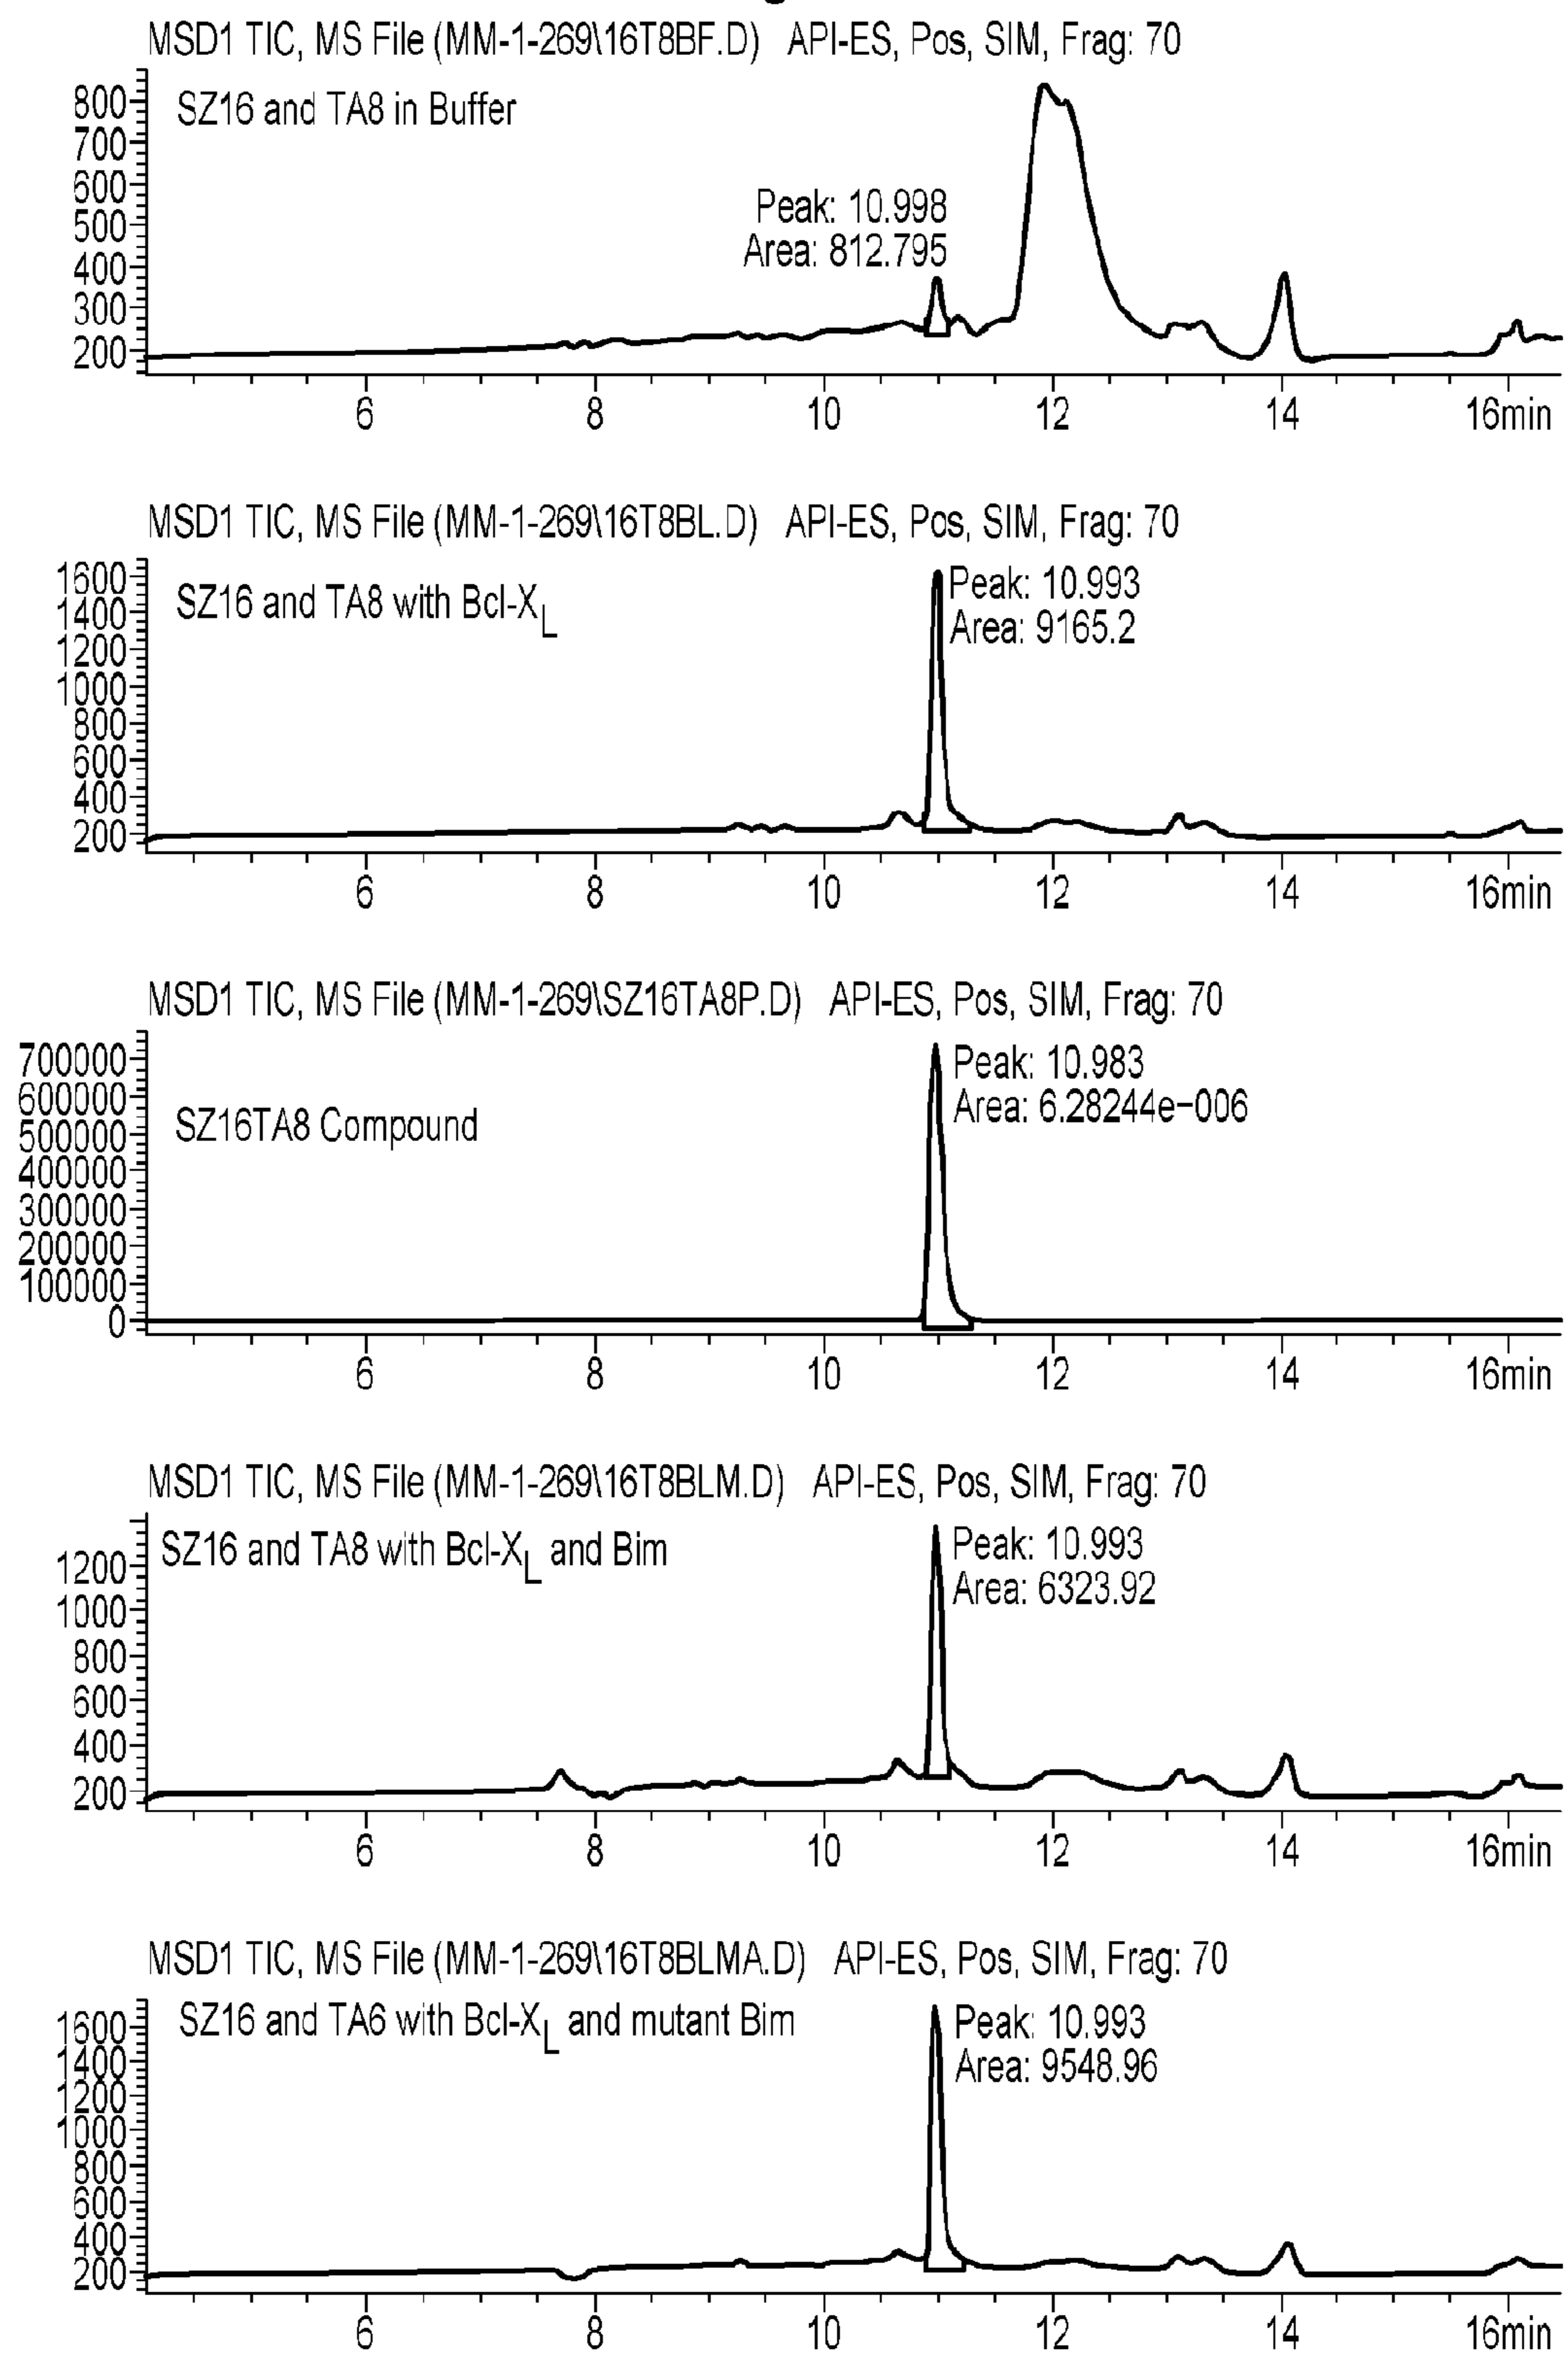 MSD1 TIC, MS File (MM-1-269\16T8BF.D) API-ES, Pos, SIM, Frag: 70
SZ16 and TA8 in Buffer
Peak: 10.998
Area: 812.795
800
700
600
500
400
300
200
6 8 10 12 14 16min
MSD1 TIC, MS File (MM-1-269\16T8BL.D) API-ES, Pos, SIM, Frag: 70
SZ16 and TA8 with Bcl-XL
Peak: 10.993
Area: 9165.2
1600
1400
1200
1000
800
600
400
200
6 8 10 12 14 16min
MSD1 TIC, MS File (MM-1-269\SZ16TA8P.D) API-ES, Pos, SIM, Frag: 70
SZ16TA8 Compound
Peak: 10.983
Area: 6.28244e-006
700000
600000
500000
400000
300000
200000
100000
0
6 8 10 12 14 16min
MSD1 TIC, MS File (MM-1-269\16T8BLM.D) API-ES, Pos, SIM, Frag: 70
SZ16 and TA8 with Bcl-XL and Bim
Peak: 10.993
Area: 6323.92
1200
1000
800
600
400
200
6 8 10 12 14 16min
MSD1 TIC, MS File (MM-1-269\16T8BLMA.D) API-ES, Pos, SIM, Frag: 70
SZ16 and TA6 with Bcl-XL and mutant Bim
Peak: 10.993
Area: 9548.96
1600
1400
1200
1000
800
600
400
200
6 8 10 12 14 16min